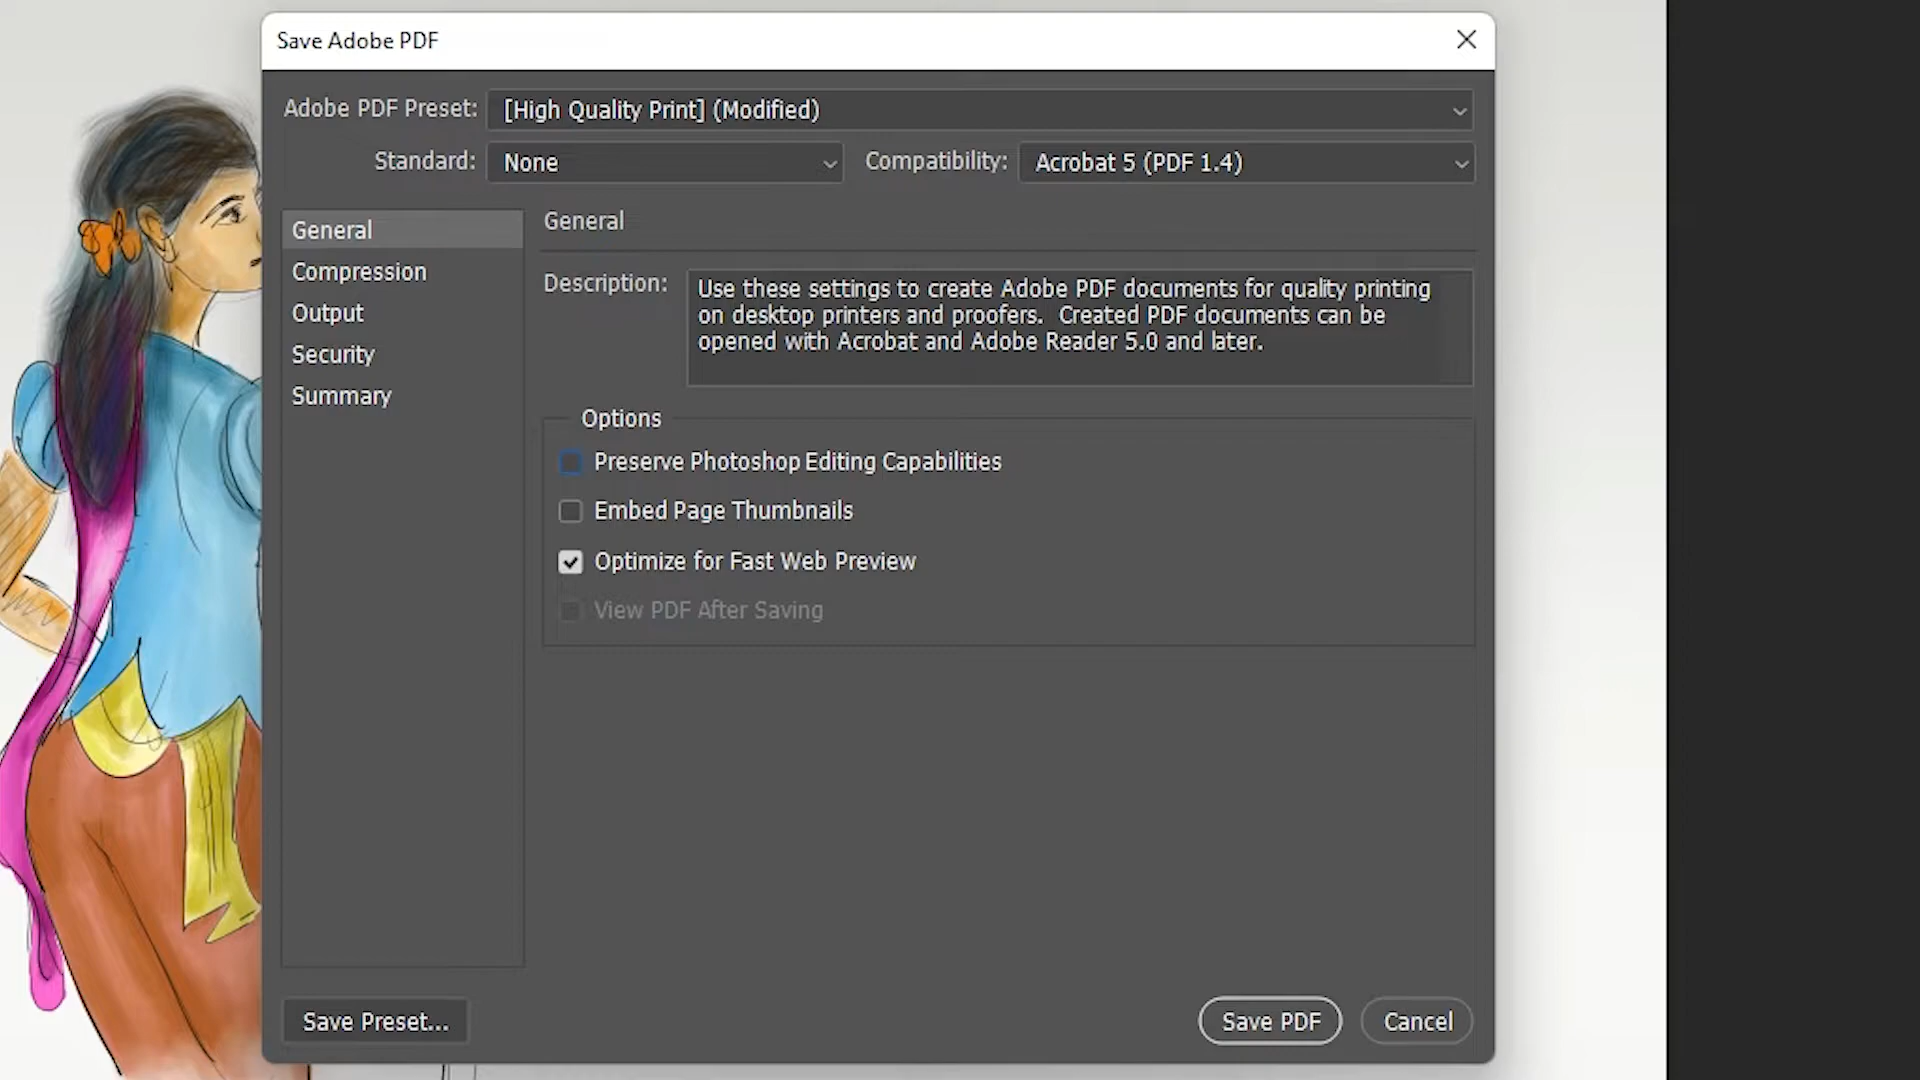 Save Adobe PDF
Adobe PDF Preset: [High Quality Print] (Modified)
Standard: None Compatibility: Acrobat 5 (PDF 1.4)
General
Compression
Output
Security
Summary
General
Description: Use these settings to create Adobe PDF documents for quality printing
on desktop printers and proofers.  Created PDF documents can be
opened with Acrobat and Adobe Reader 5.0 and later.
Options
Preserve Photoshop Editing Capabilities
Embed Page Thumbnails
Optimize for Fast Web Preview
View PDF After Saving
Save Preset... Save PDF Cancel